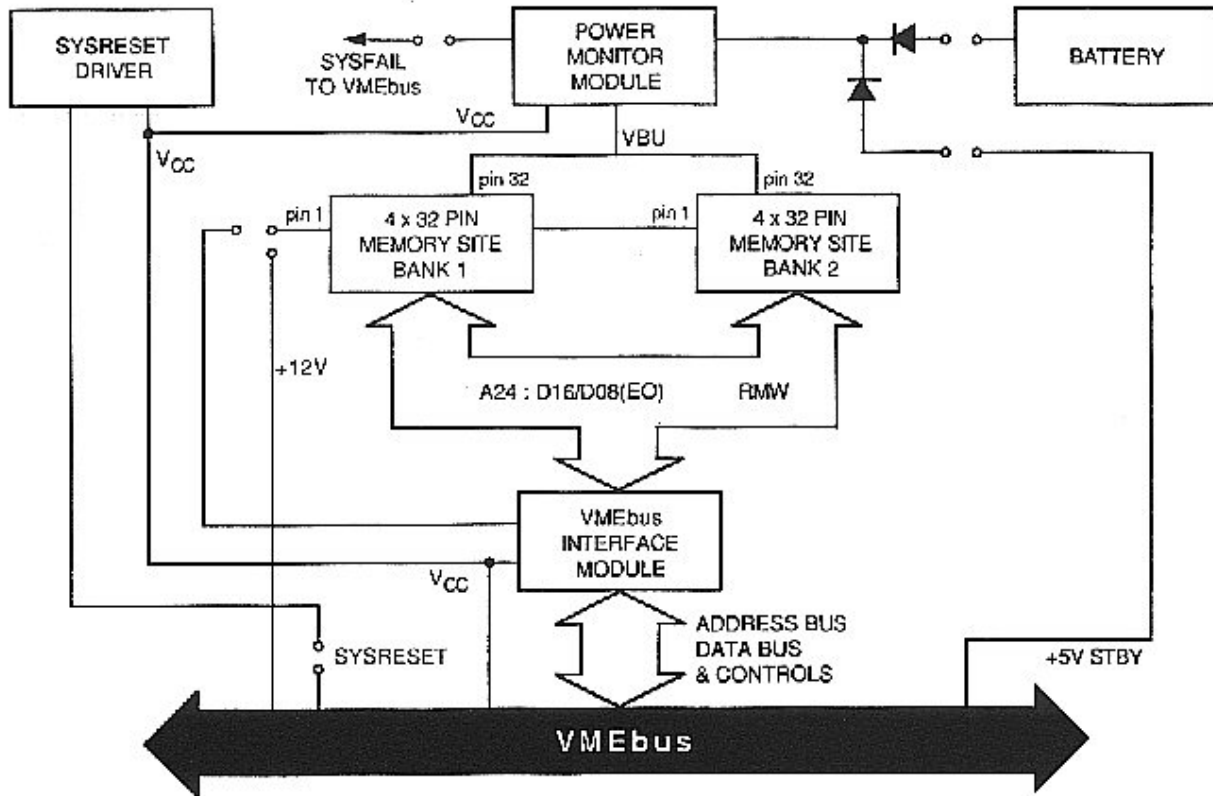 SYSRESET
DRIVER
SYSFAIL
TO VMEbus
POWER
MONITOR
MODULE
BATTERY
VCC
VCC
VBU
pin 32
pin 32
pin 1
4 x 32 PIN
MEMORY SITE
BANK 1
pin 1
4 x 32 PIN
MEMORY SITE
BANK 2
+12V
A24 : D16/D08(EO)
RMW
VMEbus
INTERFACE
MODULE
VCC
SYSRESET
ADDRESS BUS
DATA BUS
& CONTROLS
+5V STBY
VMEbus